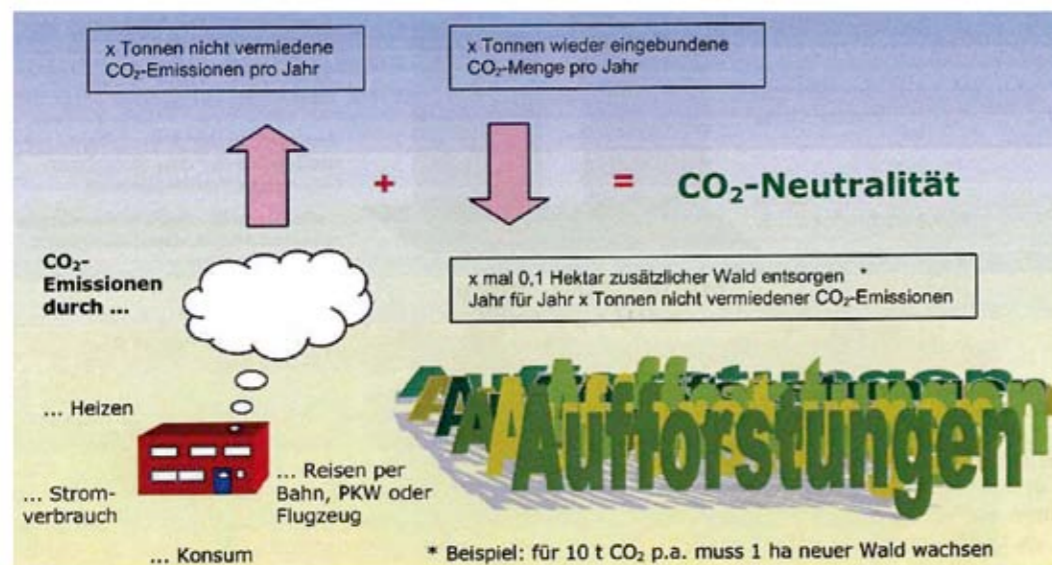 x Tonnen nicht vermiedene
CO₂-Emissionen pro Jahr
x Tonnen wieder eingebundene
CO₂-Menge pro Jahr
+
= CO₂-Neutralität
CO₂-
Emissionen
durch ...
x mal 0,1 Hektar zusätzlicher Wald entsorgen *
Jahr für Jahr x Tonnen nicht vermiedener CO₂-Emissionen
... Heizen
... Strom-
verbrauch
... Reisen per
Bahn, PKW oder
Flugzeug
... Konsum
Aufforstungen
* Beispiel: für 10 t CO₂ p.a. muss 1 ha neuer Wald wachsen